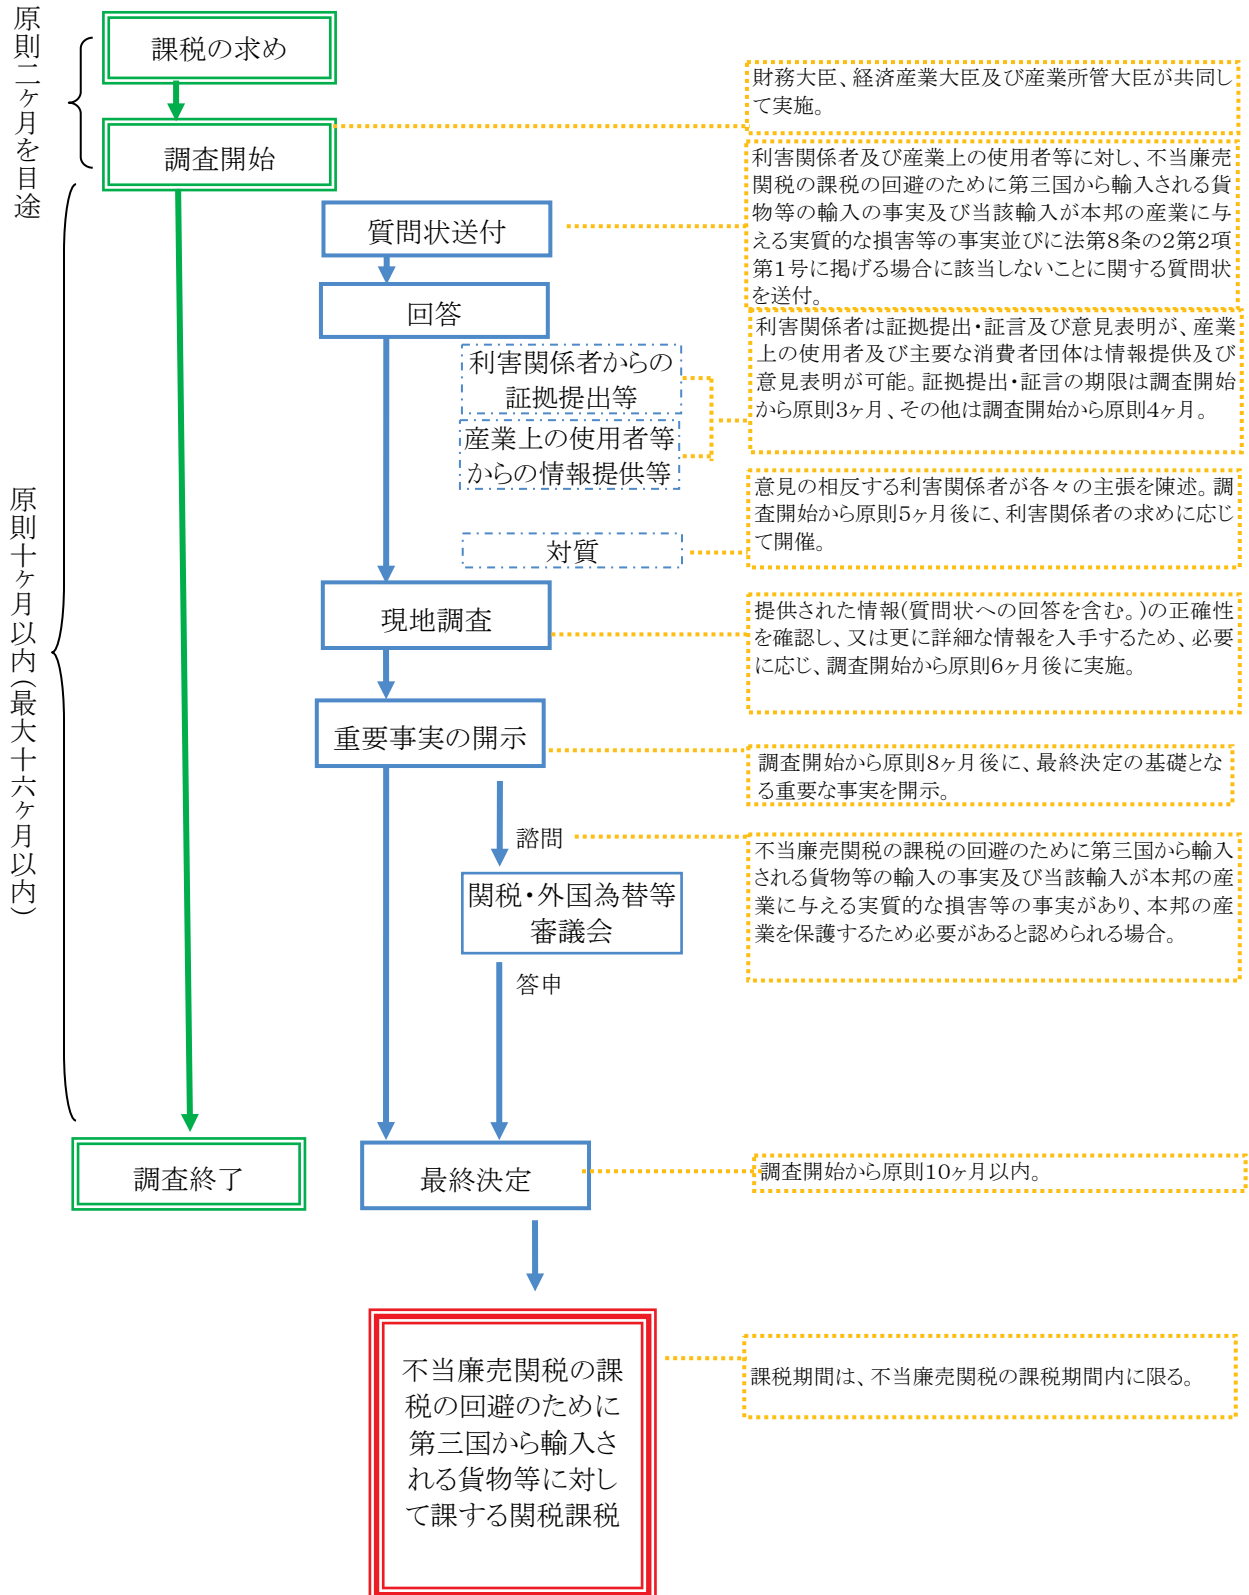 原則二ヶ月を目途
課税の求め
調査開始
財務大臣、経済産業大臣及び産業所管大臣が共同し
て実施。
原則十ヶ月以内(最大十六ヶ月以内)
質問状送付
利害関係者及び産業上の使用者等に対し、不当廉売
関税の課税の回避のために第三国から輸入される貨
物等の輸入の事実及び当該輸入が本邦の産業に与
える実質的な損害等の事実並びに法第8条の2第2項
第1号に掲げる場合に該当しないことに関する質問状
を送付。
回答
利害関係者からの
証拠提出等
産業上の使用者等
からの情報提供等
利害関係者は証拠提出・証言及び意見表明が、産業
上の使用者及び主要な消費者団体は情報提供及び
意見表明が可能。証拠提出・証言の期限は調査開始
から原則3ヶ月、その他は調査開始から原則4ヶ月。
対質
意見の相反する利害関係者が各々の主張を陳述。調
査開始から原則5ヶ月後に、利害関係者の求めに応じ
て開催。
現地調査
提供された情報(質問状への回答を含む。)の正確性
を確認し、又は更に詳細な情報を入手するため、必要
に応じ、調査開始から原則6ヶ月後に実施。
重要事実の開示
調査開始から原則8ヶ月後に、最終決定の基礎とな
る重要な事実を開示。
諮問
関税・外国為替等
審議会
答申
不当廉売関税の課税の回避のために第三国から輸入
される貨物等の輸入の事実及び当該輸入が本邦の産
業に与える実質的な損害等の事実があり、本邦の産
業を保護するため必要があると認められる場合。
調査終了
最終決定
調査開始から原則10ヶ月以内。
不当廉売関税の課
税の回避のために
第三国から輸入さ
れる貨物等に対し
て課する関税課税
課税期間は、不当廉売関税の課税期間内に限る。